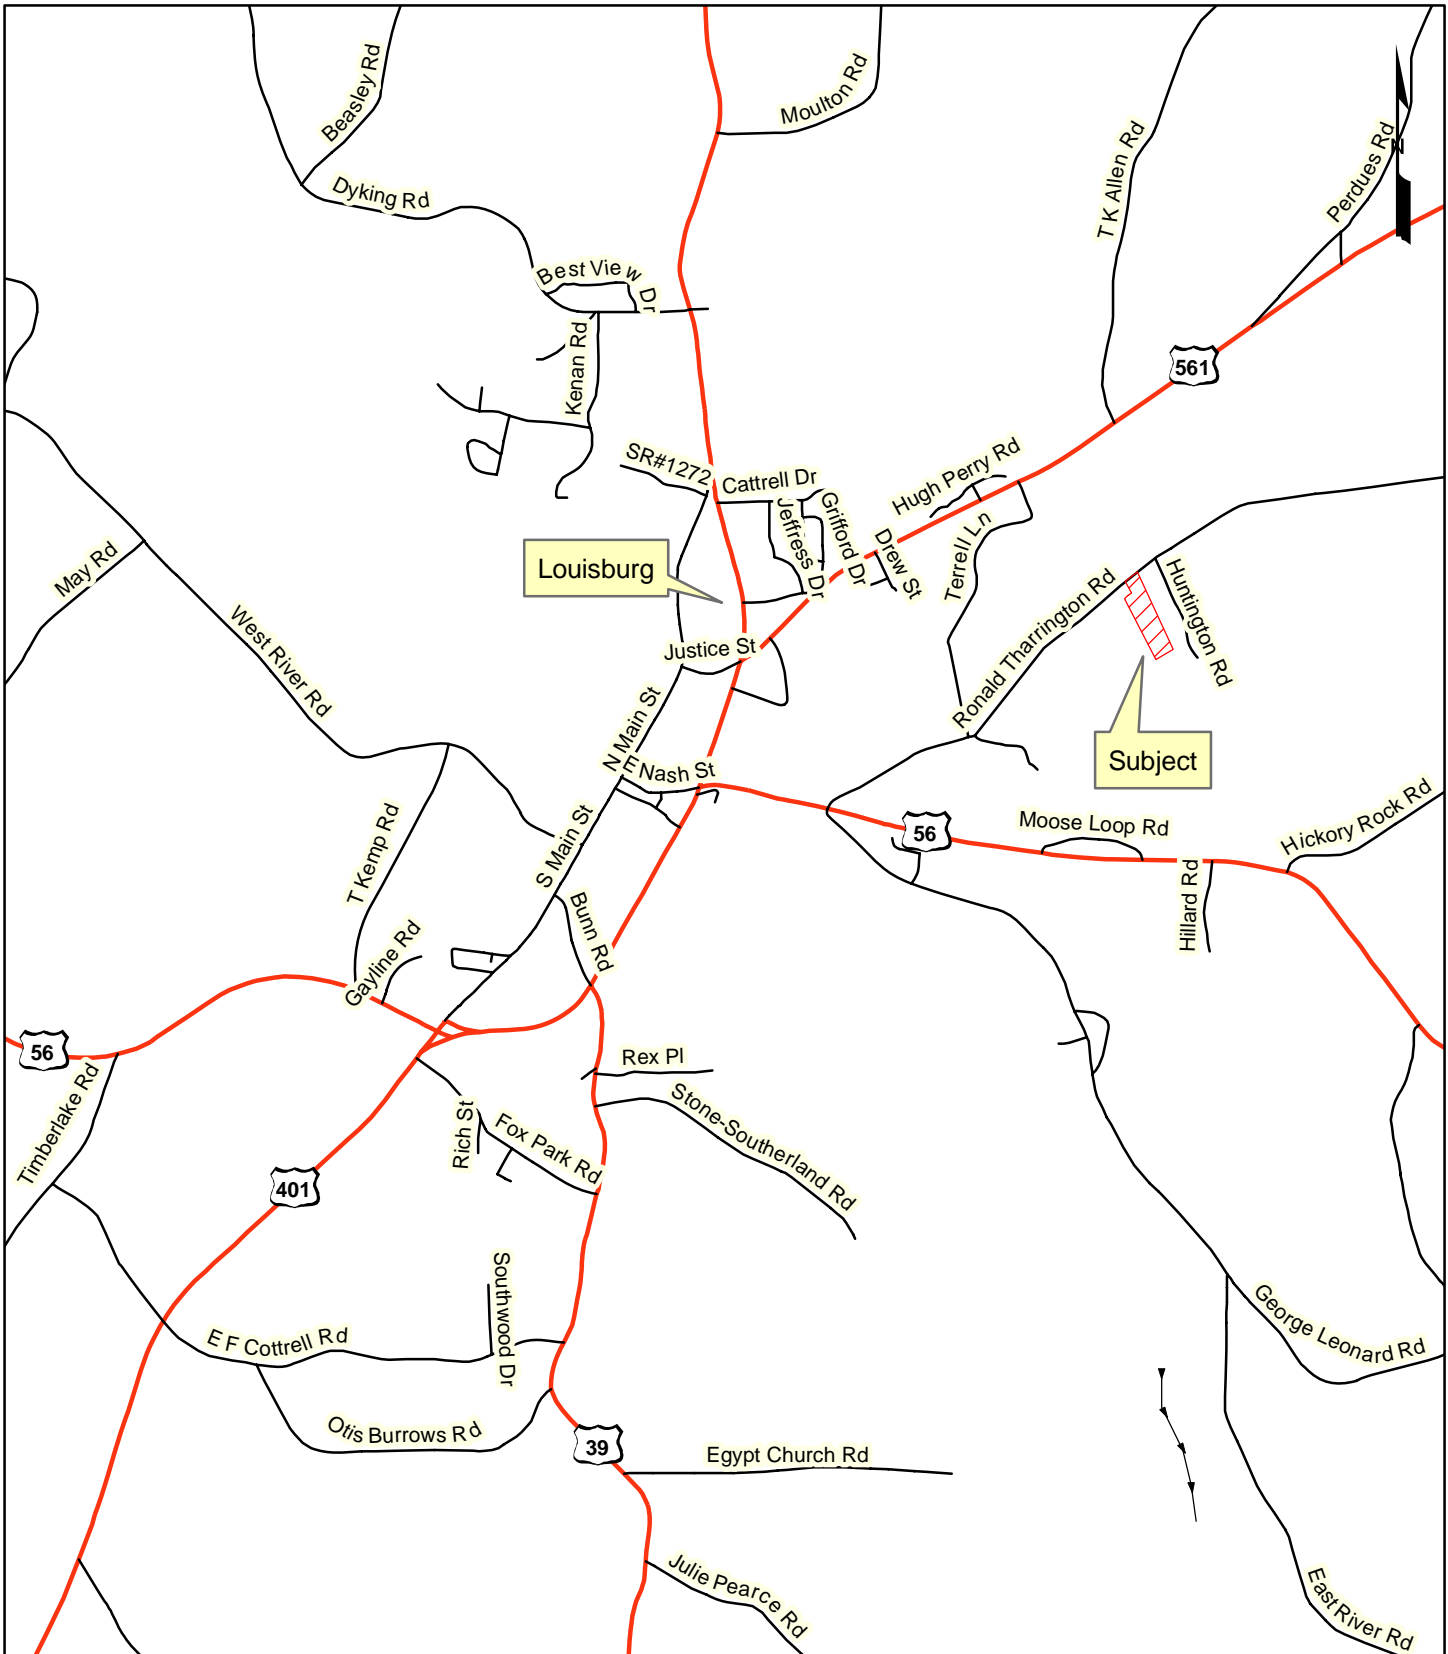 Beasley Rd
Moulton Rd
Dyking Rd
T K Allen Rd
Perdues Rd
N
Best View Dr
Kenan Rd
561
SR#1272
Cattrell Dr
Hugh Perry Rd
Jeffress Dr
Grifford Dr
Drew St
Terrell Ln
May Rd
Louisburg
Ronald Tharrington Rd
Huntington Rd
West River Rd
Justice St
N Main St
E Nash St
Subject
T Kemp Rd
S Main St
56
Moose Loop Rd
Hickory Rock Rd
Hillard Rd
Bunn Rd
Gayline Rd
56
Timberlake Rd
Rex Pl
Rich St
Fox Park Rd
Stone-Southerland Rd
401
Southwood Dr
E F Cottrell Rd
George Leonard Rd
Otis Burrows Rd
39
Egypt Church Rd
Julie Pearce Rd
East River Rd